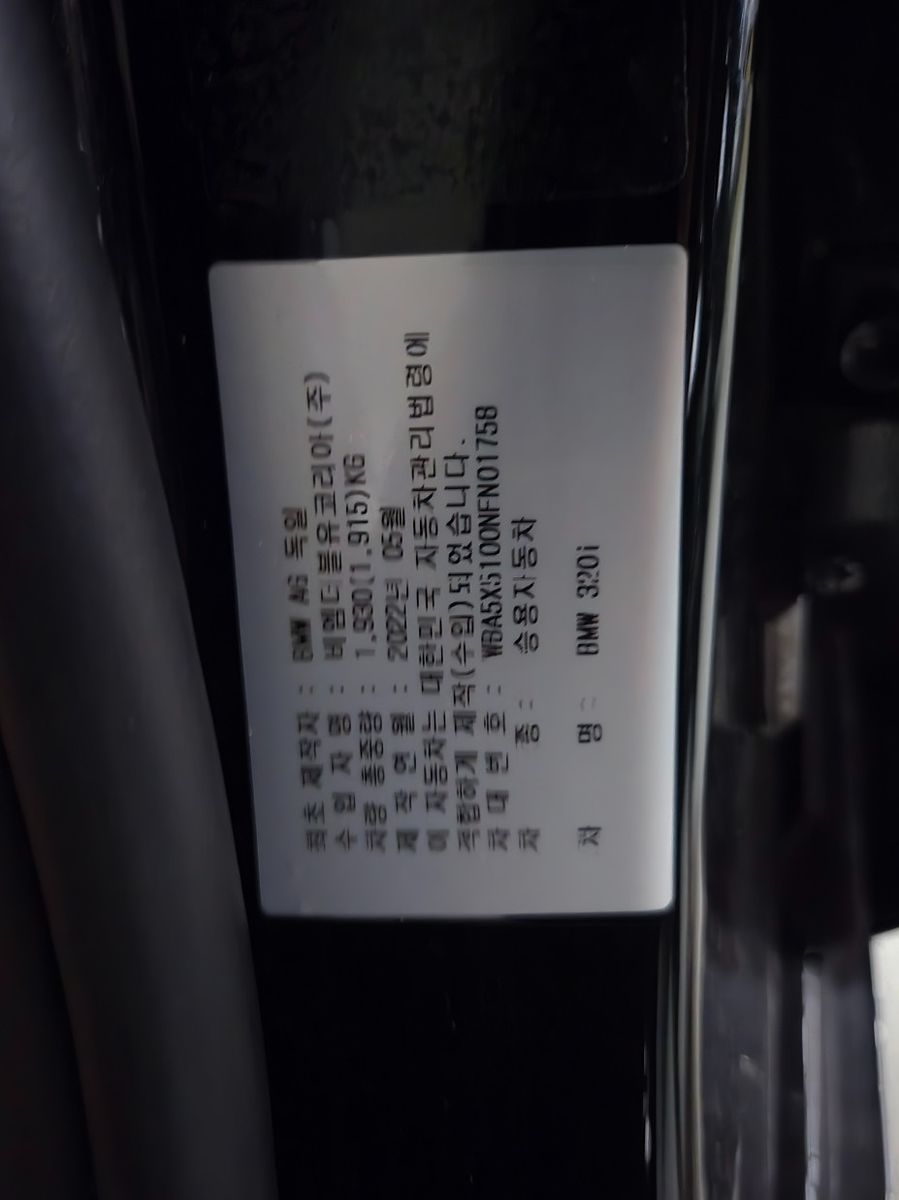 최초 제작자 : BMW AG 독일
수 입 자 명 : 비엠더블유코리아(주)
차량 총중량 : 1,930(1,915)KG
제 작 연 월 : 2022년 05월
이 자동차는 대한민국 자동차관리법령에
적합하게 제작(수입)되었습니다.
차 대 번 호 : WBA5X5100NFN01758
차 종 : 승용자동차
차 명 : BMW 320i